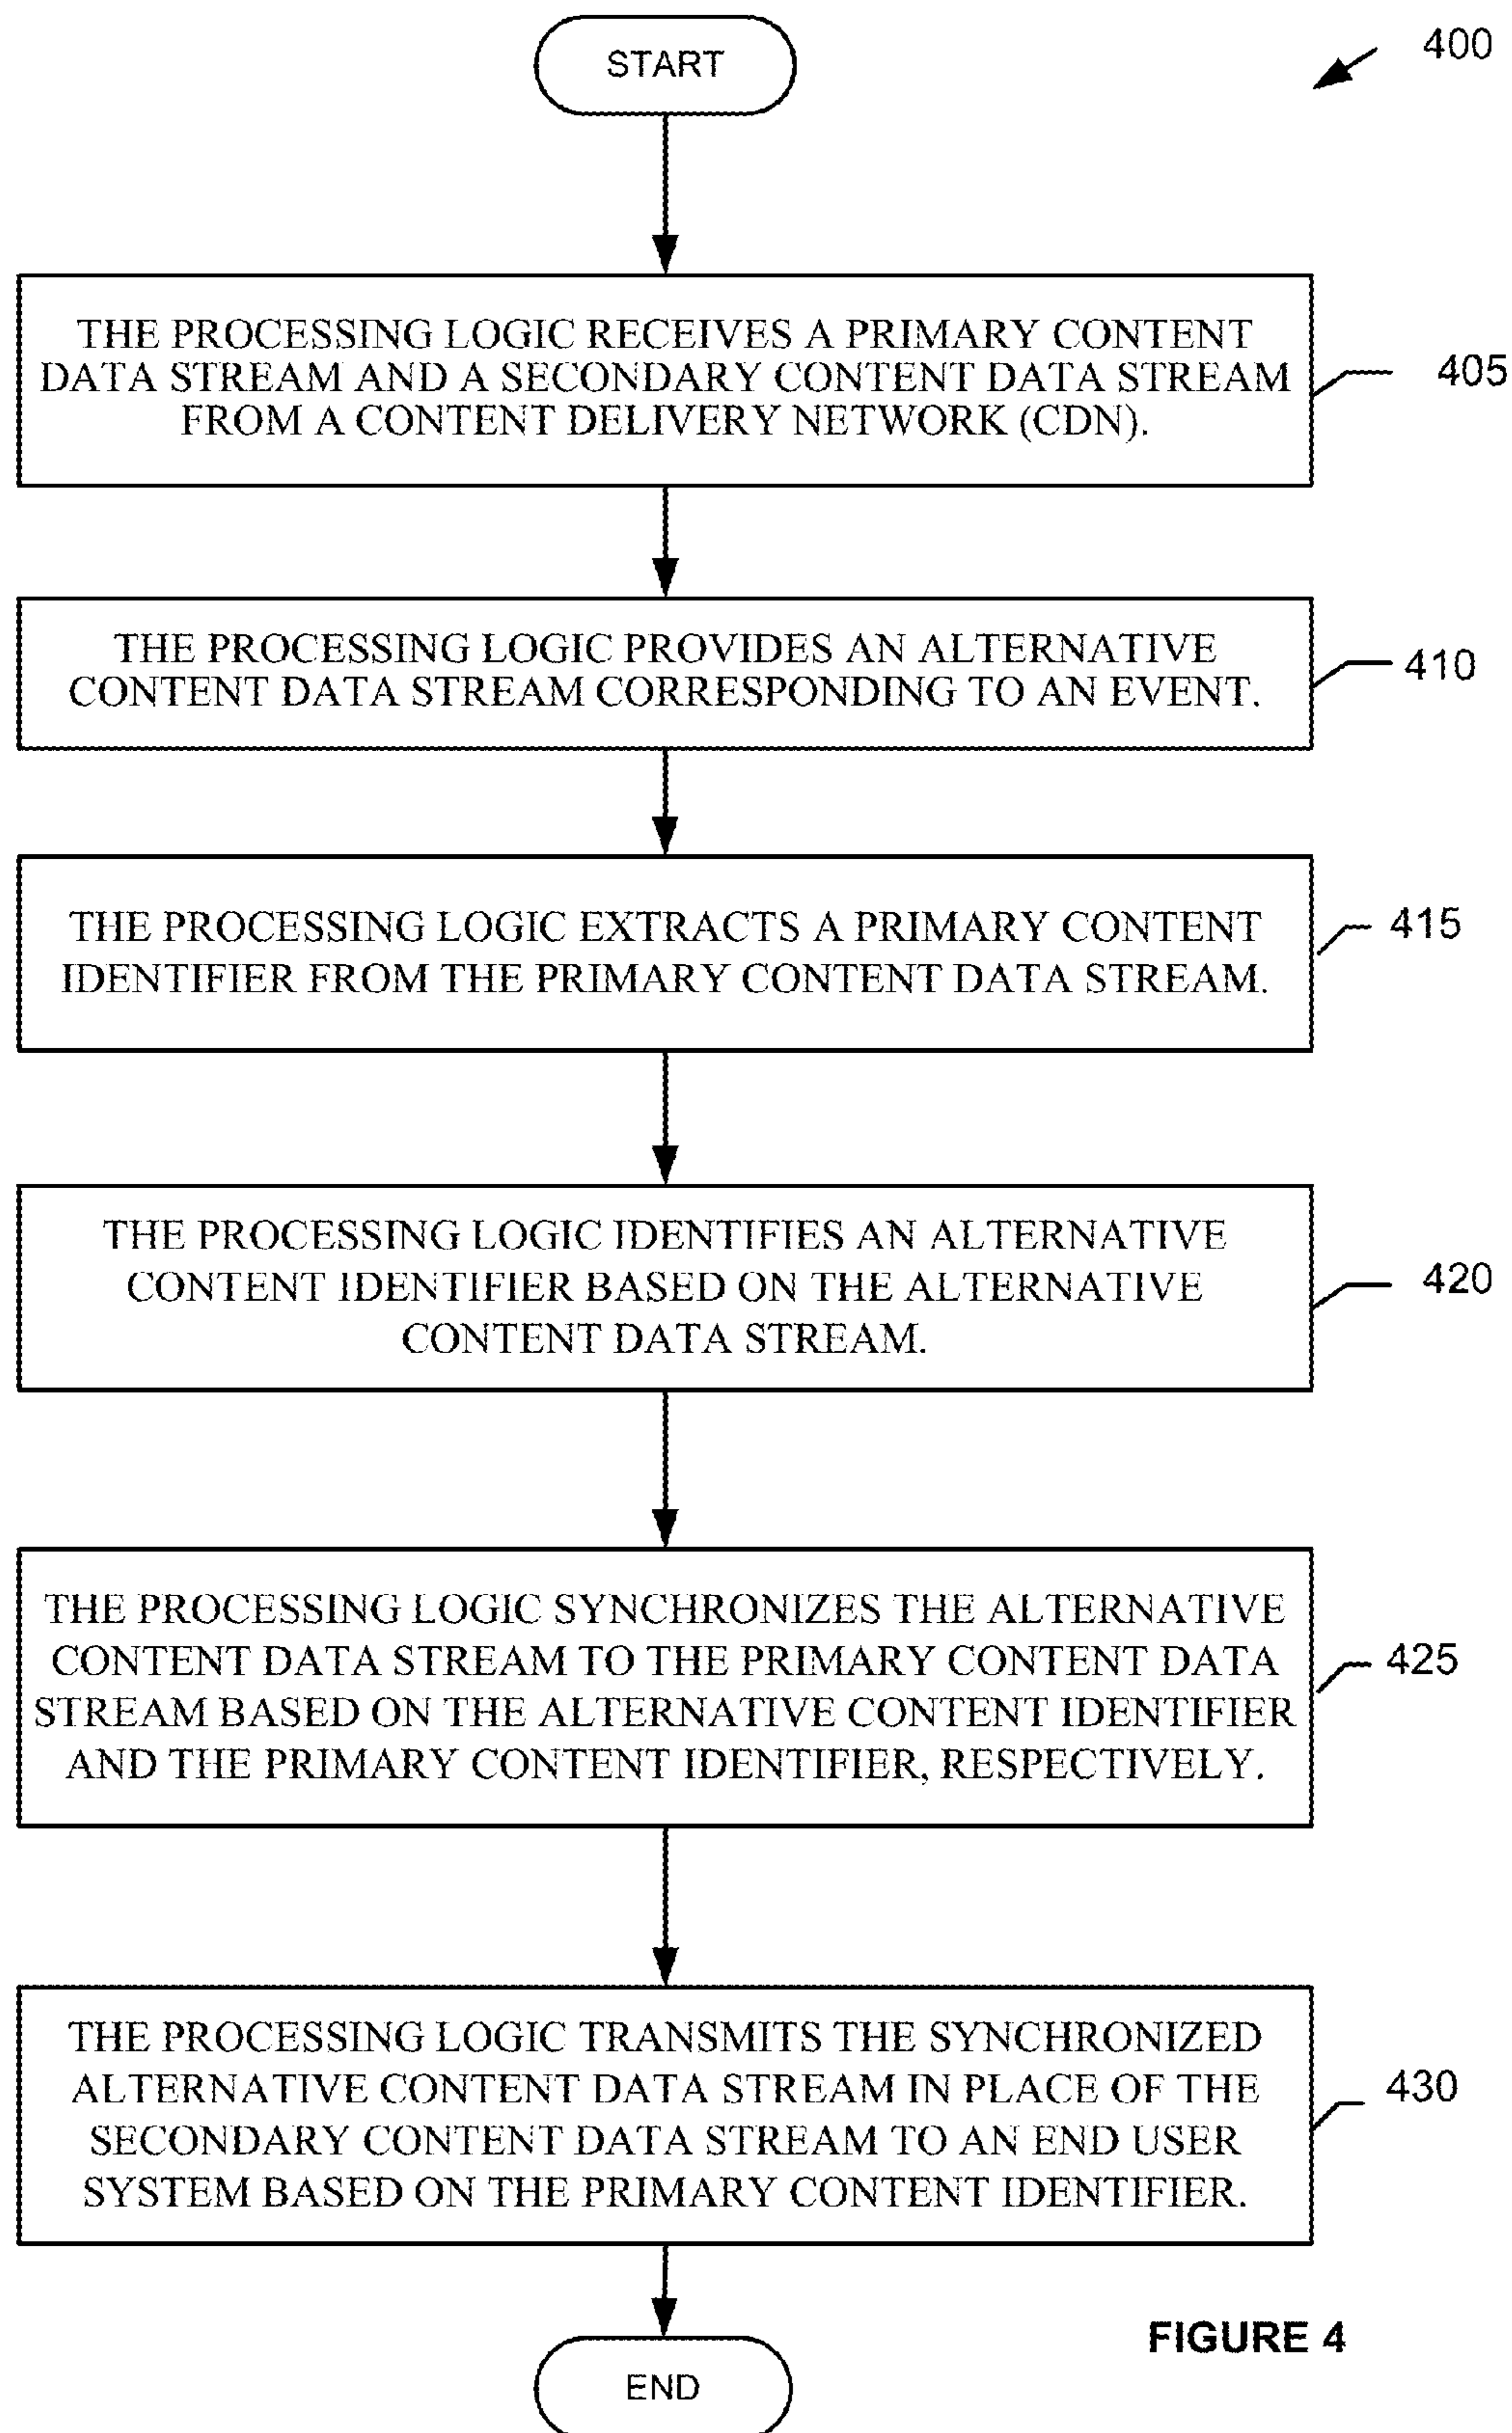 START
400
THE PROCESSING LOGIC RECEIVES A PRIMARY CONTENT
DATA STREAM AND A SECONDARY CONTENT DATA STREAM
FROM A CONTENT DELIVERY NETWORK (CDN).
405
THE PROCESSING LOGIC PROVIDES AN ALTERNATIVE
CONTENT DATA STREAM CORRESPONDING TO AN EVENT.
410
THE PROCESSING LOGIC EXTRACTS A PRIMARY CONTENT
IDENTIFIER FROM THE PRIMARY CONTENT DATA STREAM.
415
THE PROCESSING LOGIC IDENTIFIES AN ALTERNATIVE
CONTENT IDENTIFIER BASED ON THE ALTERNATIVE
CONTENT DATA STREAM.
420
THE PROCESSING LOGIC SYNCHRONIZES THE ALTERNATIVE
CONTENT DATA STREAM TO THE PRIMARY CONTENT DATA
STREAM BASED ON THE ALTERNATIVE CONTENT IDENTIFIER
AND THE PRIMARY CONTENT IDENTIFIER, RESPECTIVELY.
425
THE PROCESSING LOGIC TRANSMITS THE SYNCHRONIZED
ALTERNATIVE CONTENT DATA STREAM IN PLACE OF THE
SECONDARY CONTENT DATA STREAM TO AN END USER
SYSTEM BASED ON THE PRIMARY CONTENT IDENTIFIER.
430
FIGURE 4
END